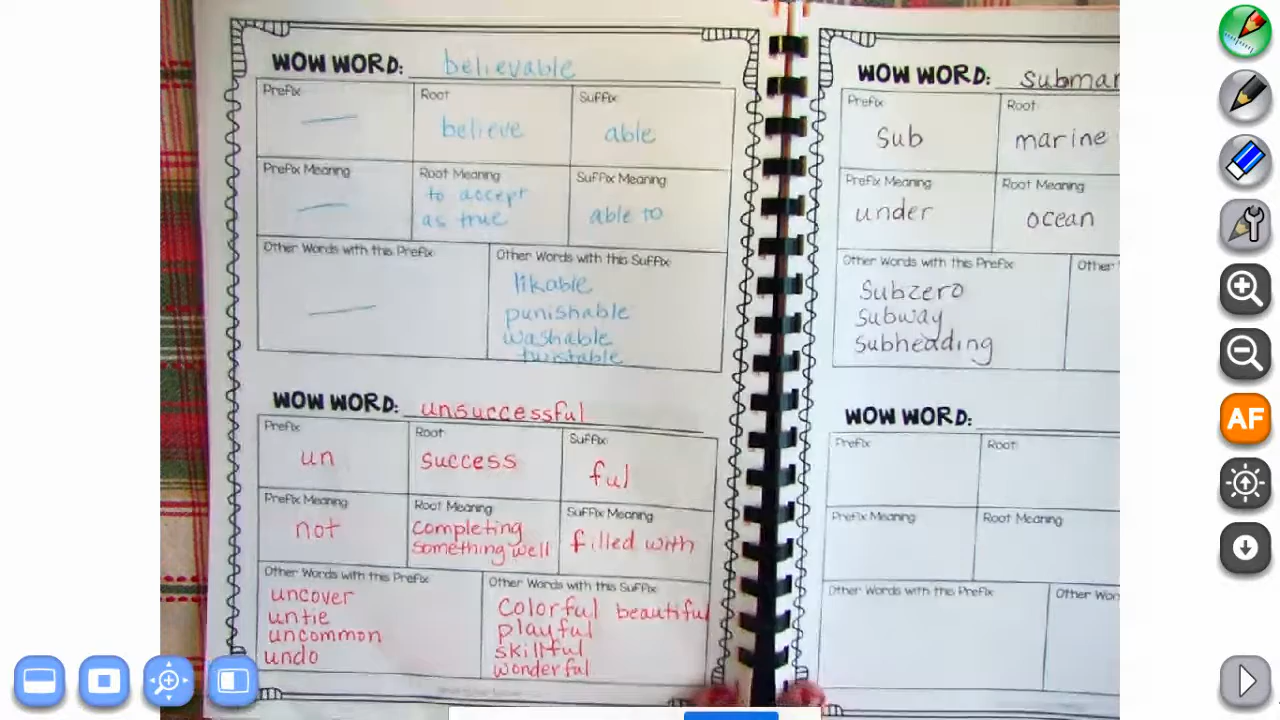 WOW WORD: believable
Prefix Root Suffix
— believe able
Prefix Meaning Root Meaning Suffix Meaning
— to accept as true able to
Other Words with this Prefix Other Words with this Suffix
— likable
punishable
washable
twistable
WOW WORD: unsuccessful
Prefix Root Suffix
un success ful
Prefix Meaning Root Meaning Suffix Meaning
not completing something well filled with
Other Words with this Prefix Other Words with this Suffix
uncover colorful beautiful
untie playful
uncommon skillful
undo wonderful
WOW WORD: submar
Prefix Root
sub marine
Prefix Meaning Root Meaning
under ocean
Other Words with this Prefix Other
Subzero
subway
subheading
WOW WORD:
Prefix Root
Prefix Meaning Root Meaning
Other Words with this Prefix Other Wor
AF